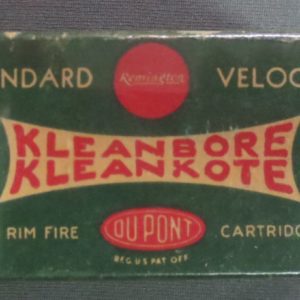 NDARD Remington VELOC
KLEANBORE
KLEANKOTE
RIM FIRE DU PONT CARTRIDG
REG. U.S. PAT. OFF.